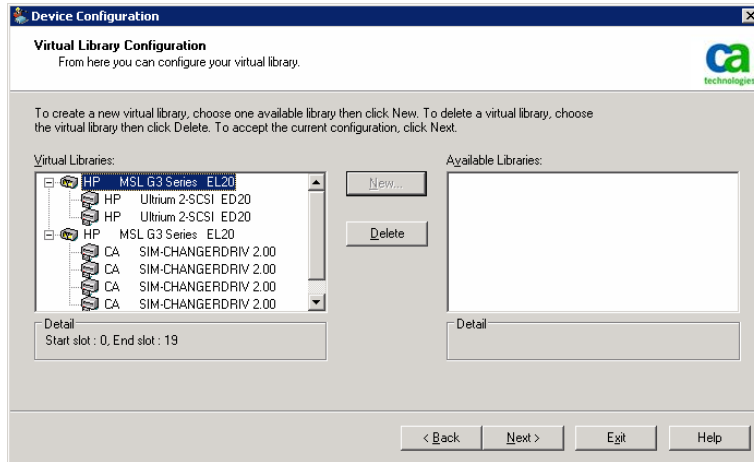 Device Configuration
Virtual Library Configuration
From here you can configure your virtual library.
ca
technologies
To create a new virtual library, choose one available library then click New. To delete a virtual library, choose
the virtual library then click Delete. To accept the current configuration, click Next.
Virtual Libraries:
Available Libraries:
HP MSL G3 Series EL20
HP Ultrium 2-SCSI ED20
HP Ultrium 2-SCSI ED20
HP MSL G3 Series EL20
CA SIM-CHANGERDRIV 2.00
CA SIM-CHANGERDRIV 2.00
CA SIM-CHANGERDRIV 2.00
CA SIM-CHANGERDRIV 2.00
New...
Delete
Detail
Start slot : 0, End slot : 19
Detail
< Back
Next >
Exit
Help